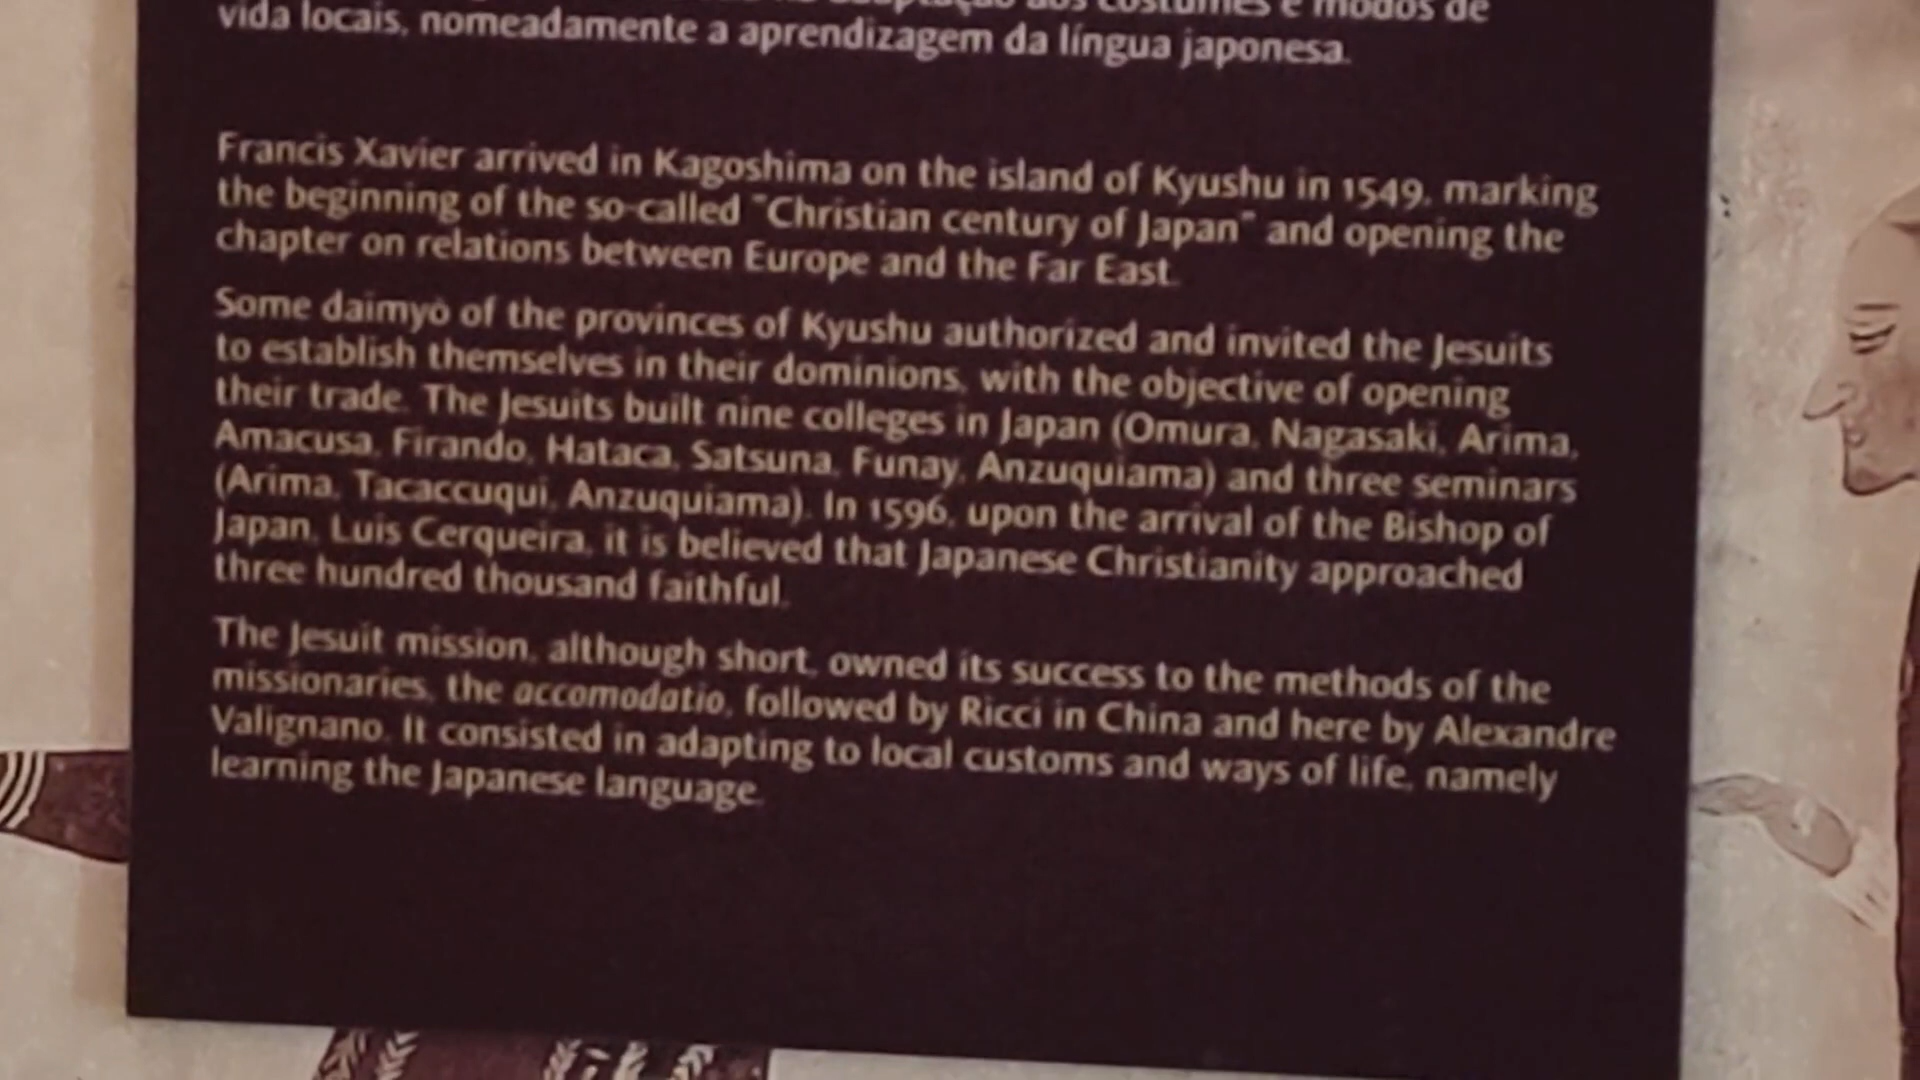 aos costumes e modos de
vida locais, nomeadamente a aprendizagem da língua japonesa.
Francis Xavier arrived in Kagoshima on the island of Kyushu in 1549, marking
the beginning of the so-called "Christian century of Japan" and opening the
chapter on relations between Europe and the Far East.
Some daimyò of the provinces of Kyushu authorized and invited the Jesuits
to establish themselves in their dominions, with the objective of opening
their trade. The Jesuits built nine colleges in Japan (Omura, Nagasaki, Arima,
Amacusa, Firando, Hataca, Satsuna, Funay, Anzuquiama) and three seminars
(Arima, Tacaccuqui, Anzuquiama). In 1596, upon the arrival of the Bishop of
Japan, Luis Cerqueira, it is believed that Japanese Christianity approached
three hundred thousand faithful.
The Jesuit mission, although short, owned its success to the methods of the
missionaries, the accomodatio, followed by Ricci in China and here by Alexandre
Valignano. It consisted in adapting to local customs and ways of life, namely
learning the Japanese language.